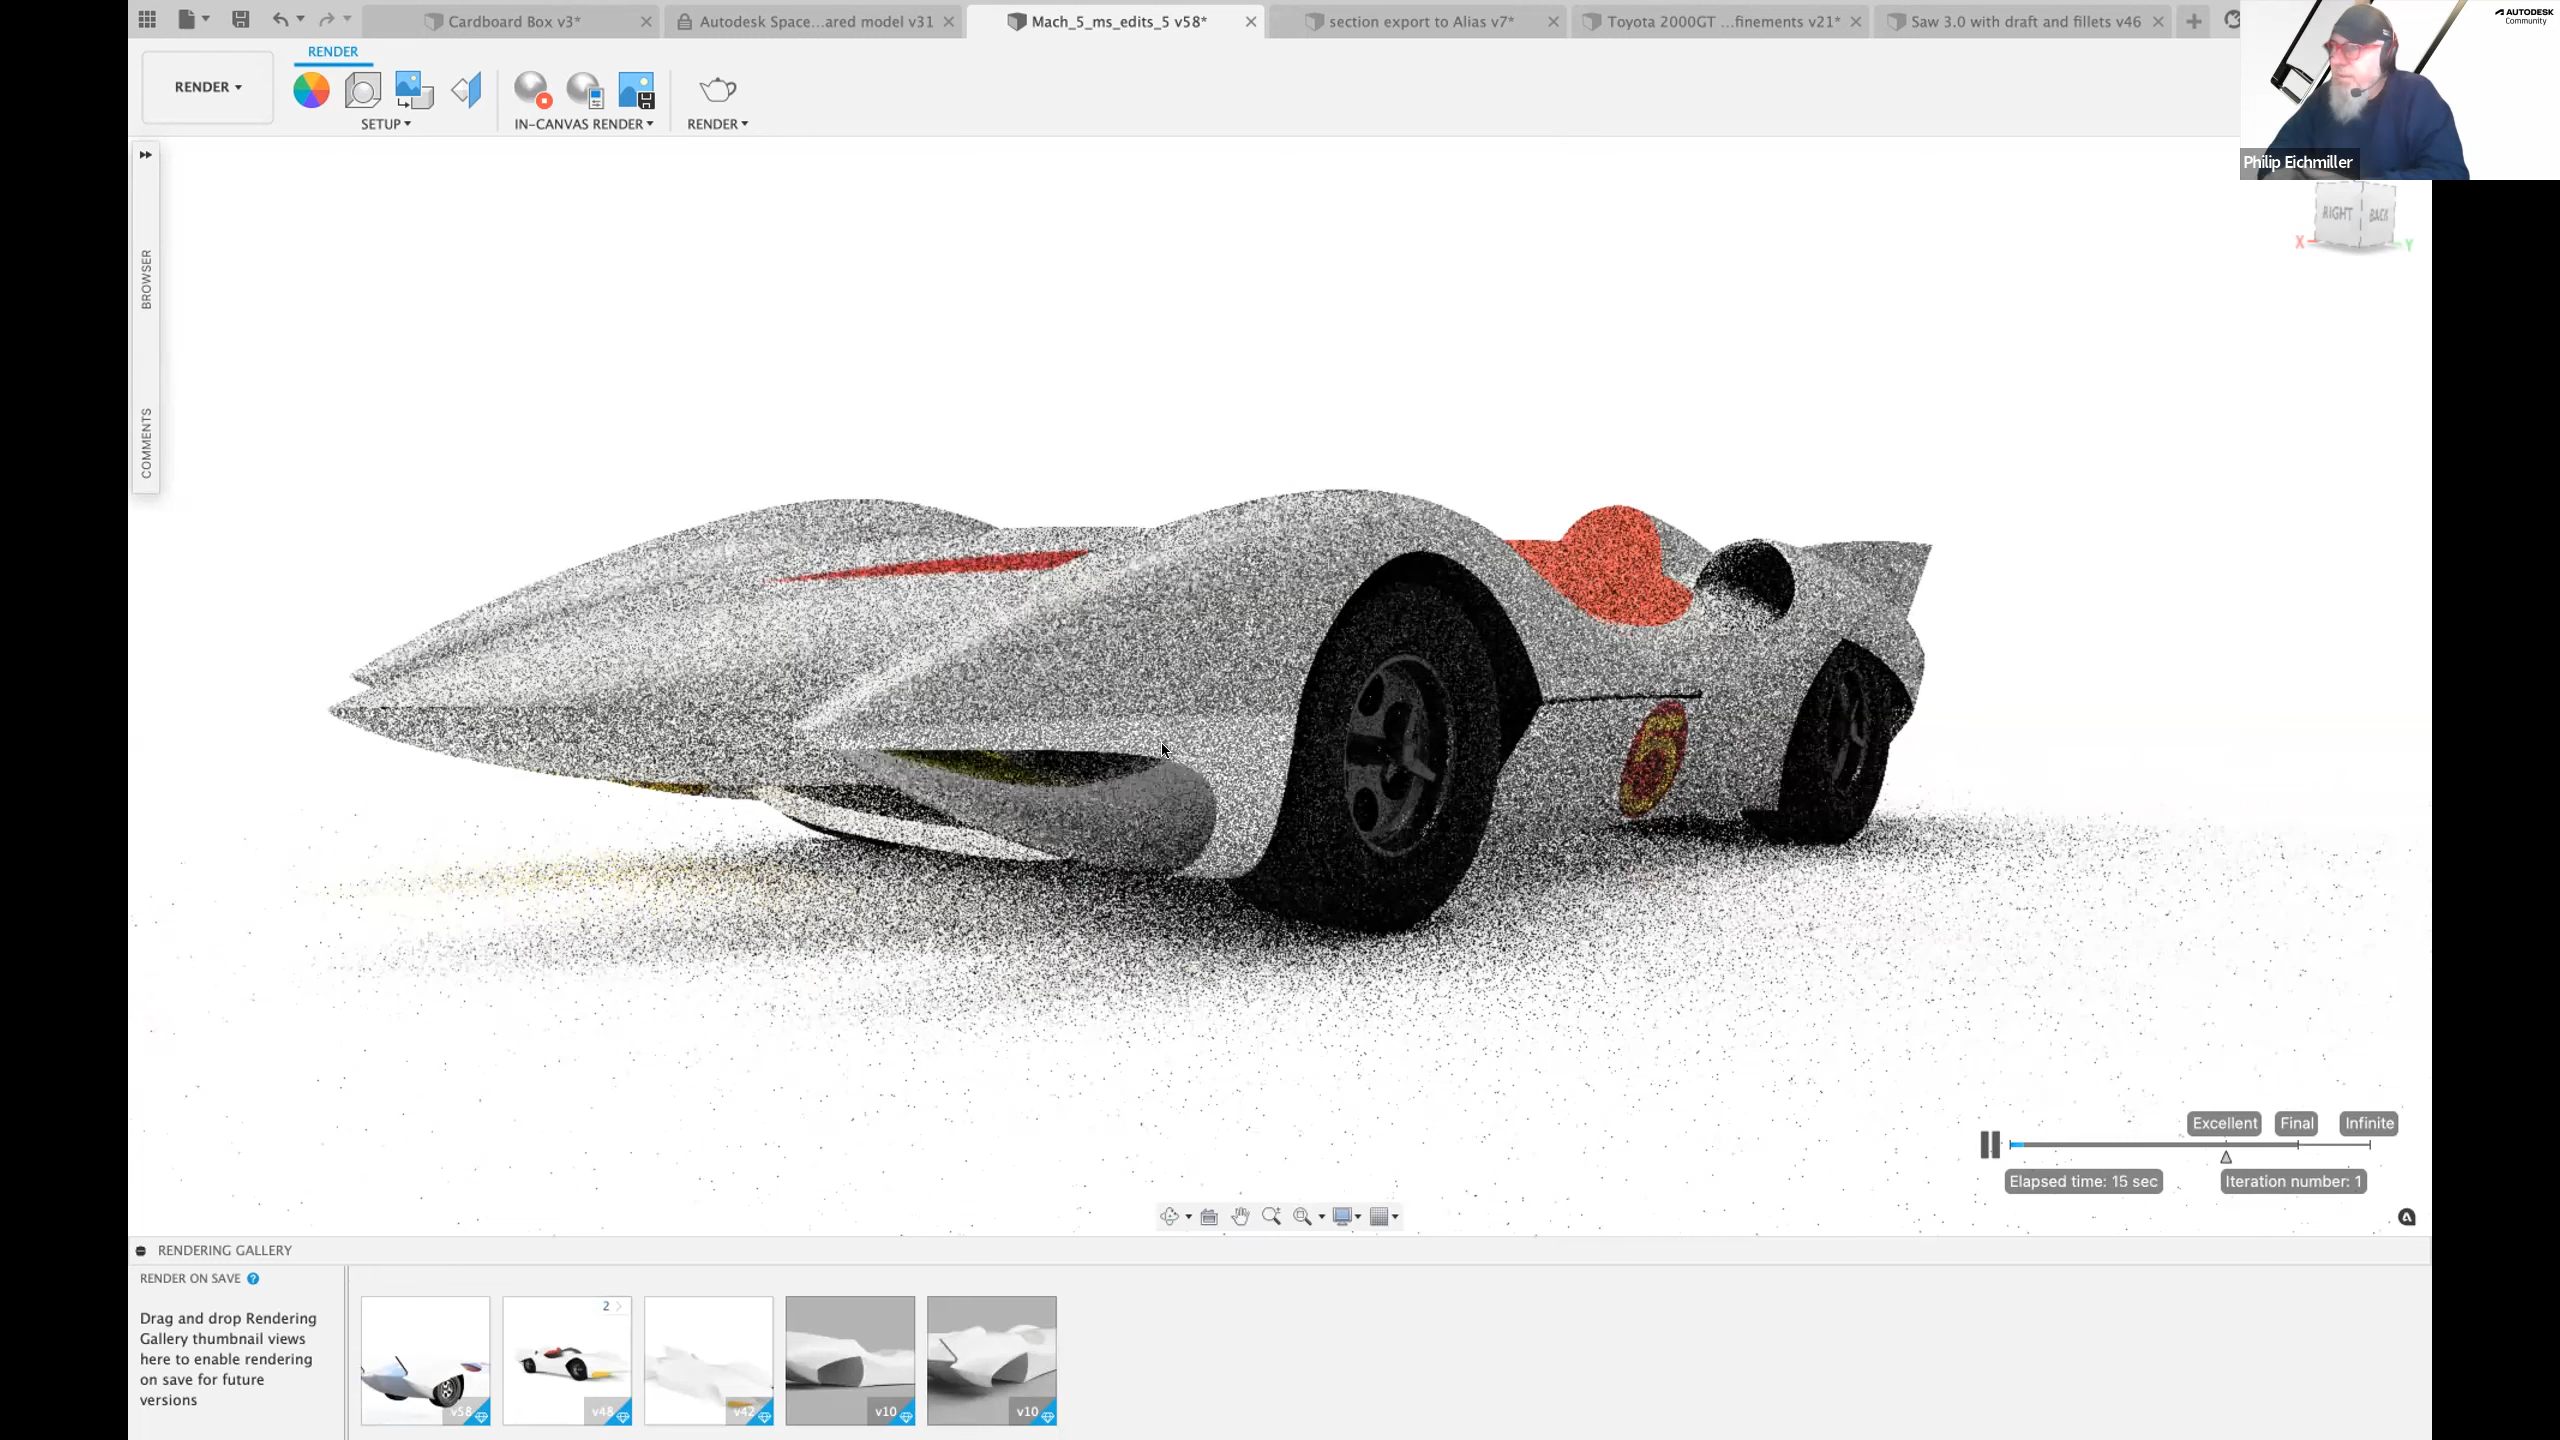 Cardboard Box v3*
Autodesk Space...ared model v31
Mach_5_ms_edits_5 v58*
section export to Alias v7*
Toyota 2000GT ...finements v21*
Saw 3.0 with draft and fillets v46
AUTODESK
Community
Philip Eichmiller
RENDER
RENDER
SETUP
IN-CANVAS RENDER
RENDER
BROWSER
COMMENTS
RIGHT
BACK
X
Y
5
Excellent
Final
Infinite
Elapsed time: 15 sec
Iteration number: 1
RENDERING GALLERY
RENDER ON SAVE
Drag and drop Rendering
Gallery thumbnail views
here to enable rendering
on save for future
versions
v58
2
v48
v42
v10
v10